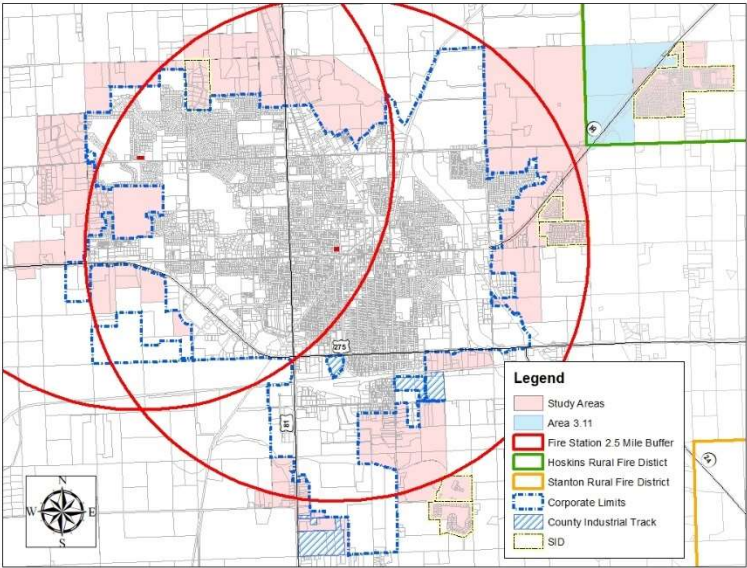 275
81
24
N
W E
S
Legend
Study Areas
Area 3.11
Fire Station 2.5 Mile Buffer
Hoskins Rural Fire Distict
Stanton Rural Fire District
Corporate Limits
County Industrial Track
SID